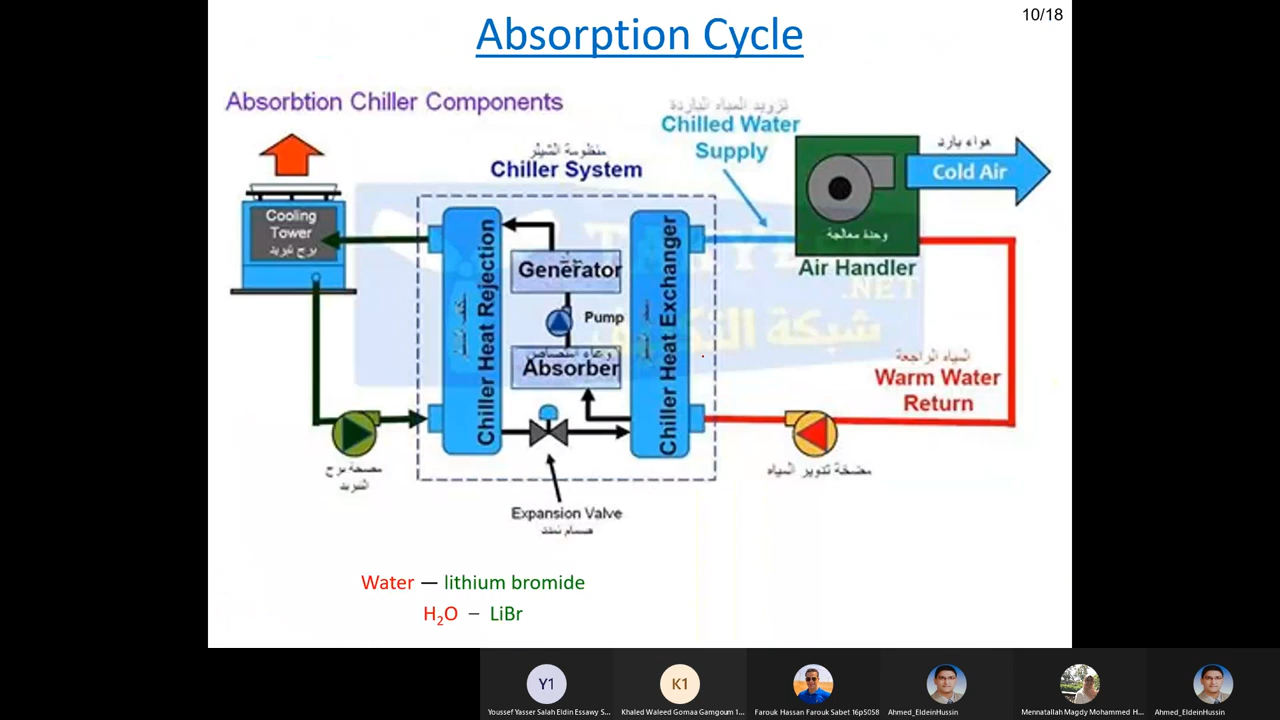 Absorption Cycle
10/18
Absorbtion Chiller Components
تزويد المياه الباردة
Chilled Water
Supply
منظومة الشيلر
Chiller System
هواء بارد
Cold Air
Cooling
Tower
برج تبريد
Chiller Heat Rejection
Generator
Pump
وعاء امتصاص
Absorber
Chiller Heat Exchanger
وحدة معالجة
Air Handler
.NET
شبكة
المياه الراجعة
Warm Water
Return
مضخة برج
التبريد
مضخة تدوير المياه
Expansion Valve
صمام تمدد
Water — lithium bromide
H₂O – LiBr
Y1
K1
Youssef Yasser Salah Eldin Essawy S...
Khaled Waleed Gomaa Gamgoum 1...
Farouk Hassan Farouk Sabet 16p5058
Ahmed_EldeinHussin
Mennatallah Magdy Mohammed H...
Ahmed_EldeinHussin